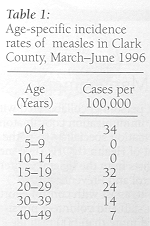 Table 1:
Age-specific incidence
rates of measles in Clark
County, March–June 1996
Age Cases per
(Years) 100,000
0–4 34
5–9 0
10–14 0
15–19 32
20–29 24
30–39 14
40–49 7